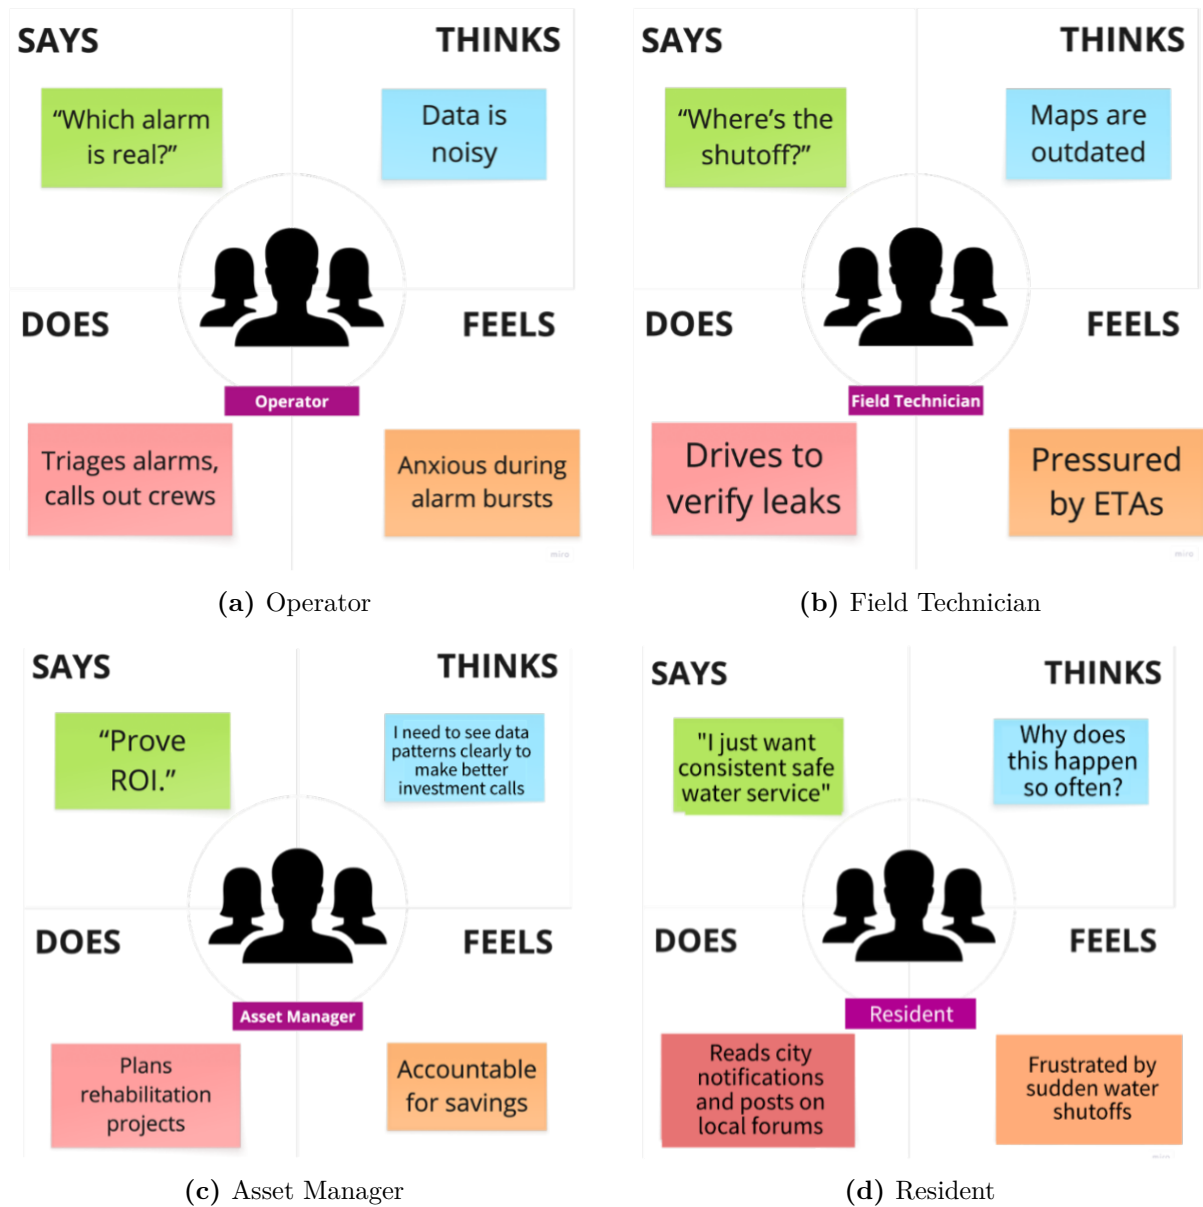 SAYS
THINKS
“Which alarm
is real?”
Data is
noisy
DOES
FEELS
Operator
Triages alarms,
calls out crews
Anxious during
alarm bursts
miro
(a) Operator
SAYS
THINKS
“Where’s the
shutoff?”
Maps are
outdated
DOES
FEELS
Field Technician
Drives to
verify leaks
Pressured
by ETAs
miro
(b) Field Technician
SAYS
THINKS
“Prove
ROI.”
I need to see data
patterns clearly to
make better
investment calls
DOES
FEELS
Asset Manager
Plans
rehabilitation
projects
Accountable
for savings
(c) Asset Manager
SAYS
THINKS
"I just want
consistent safe
water service"
Why does
this happen
so often?
DOES
FEELS
Resident
Reads city
notifications
and posts on
local forums
Frustrated by
sudden water
shutoffs
miro
(d) Resident